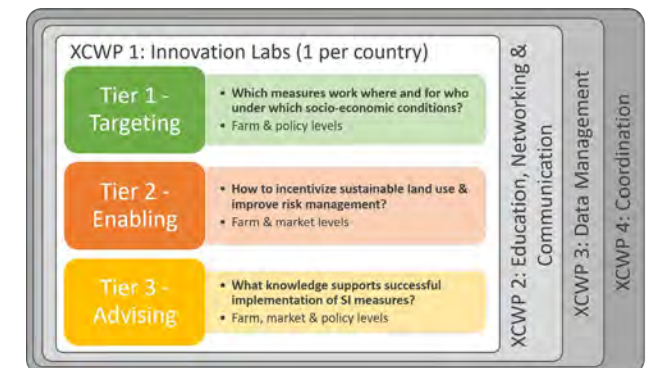 XCWP 1: Innovation Labs (1 per country)
Tier 1 -
Targeting
• Which measures work where and for who
under which socio-economic conditions?
• Farm & policy levels
Tier 2 -
Enabling
• How to incentivize sustainable land use &
improve risk management?
• Farm & market levels
Tier 3 -
Advising
• What knowledge supports successful
implementation of SI measures?
• Farm, market & policy levels
XCWP 2: Education, Networking &
Communication
XCWP 3: Data Management
XCWP 4: Coordination